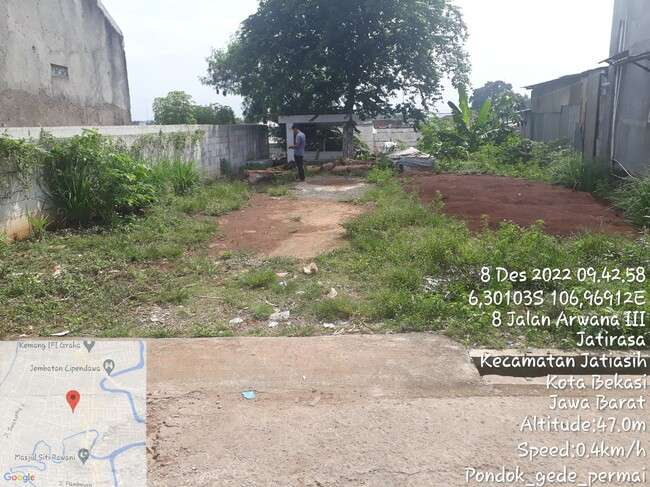 8 Des 2022 09.42.58
6,30103S 106,96912E
8 Jalan Arwana III
Jatirasa
Kecamatan Jatiasih
Kota Bekasi
Jawa Barat
Altitude:47.0m
Speed:0.4km/h
Pondok_gede_permai
Kemang IFI Graha
Jembatan Cipendawa
Masjid Siti Rawani
Google